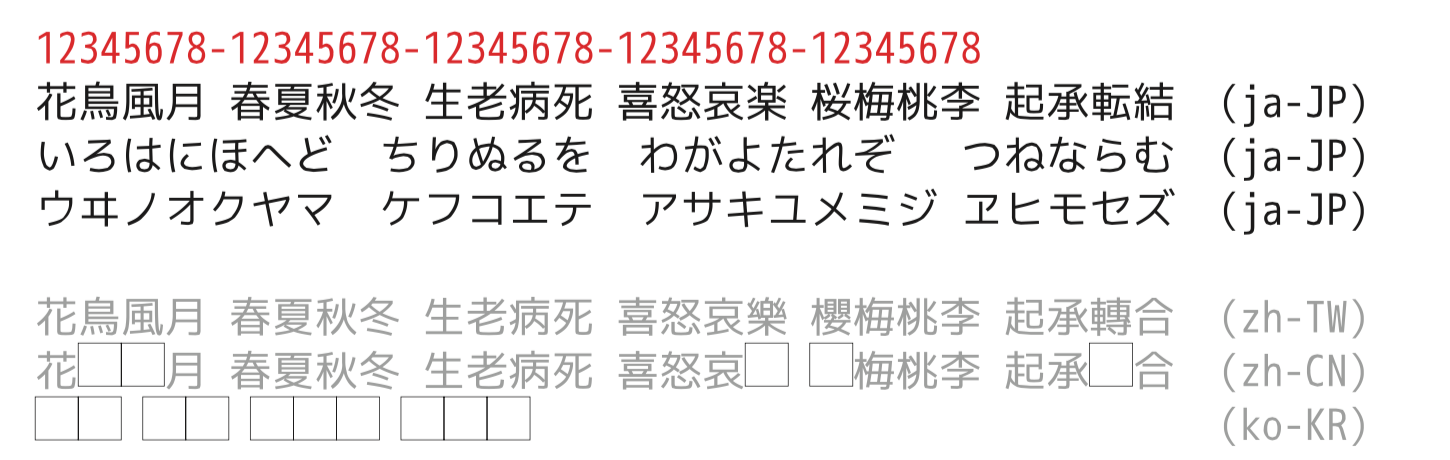 12345678-12345678-12345678-12345678-12345678
花鳥風月 春夏秋冬 生老病死 喜怒哀楽 桜梅桃李 起承転結 (ja-JP)
いろはにほへど ちりぬるを わがよたれぞ つねならむ (ja-JP)
ウヰノオクヤマ ケフコエテ アサキユメミジ ヱヒモセズ (ja-JP)
花鳥風月 春夏秋冬 生老病死 喜怒哀樂 櫻梅桃李 起承轉合 (zh-TW)
花□□月 春夏秋冬 生老病死 喜怒哀□ □梅桃李 起承□合 (zh-CN)
□□ □□ □□□ □□□ (ko-KR)